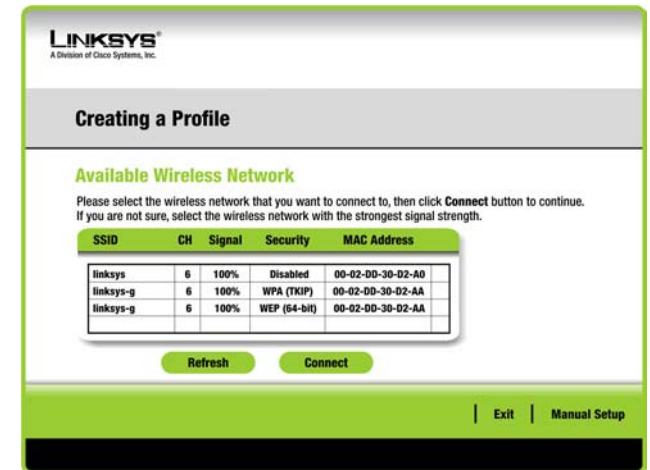 LINKSYS®
A Division of Cisco Systems, Inc.
Creating a Profile
Available Wireless Network
Please select the wireless network that you want to connect to, then click Connect button to continue.
If you are not sure, select the wireless network with the strongest signal strength.
SSID CH Signal Security MAC Address
linksys 6 100% Disabled 00-02-DD-30-D2-A0
linksys-g 6 100% WPA (TKIP) 00-02-DD-30-D2-AA
linksys-g 6 100% WEP (64-bit) 00-02-DD-30-D2-AA
Refresh Connect
Exit Manual Setup